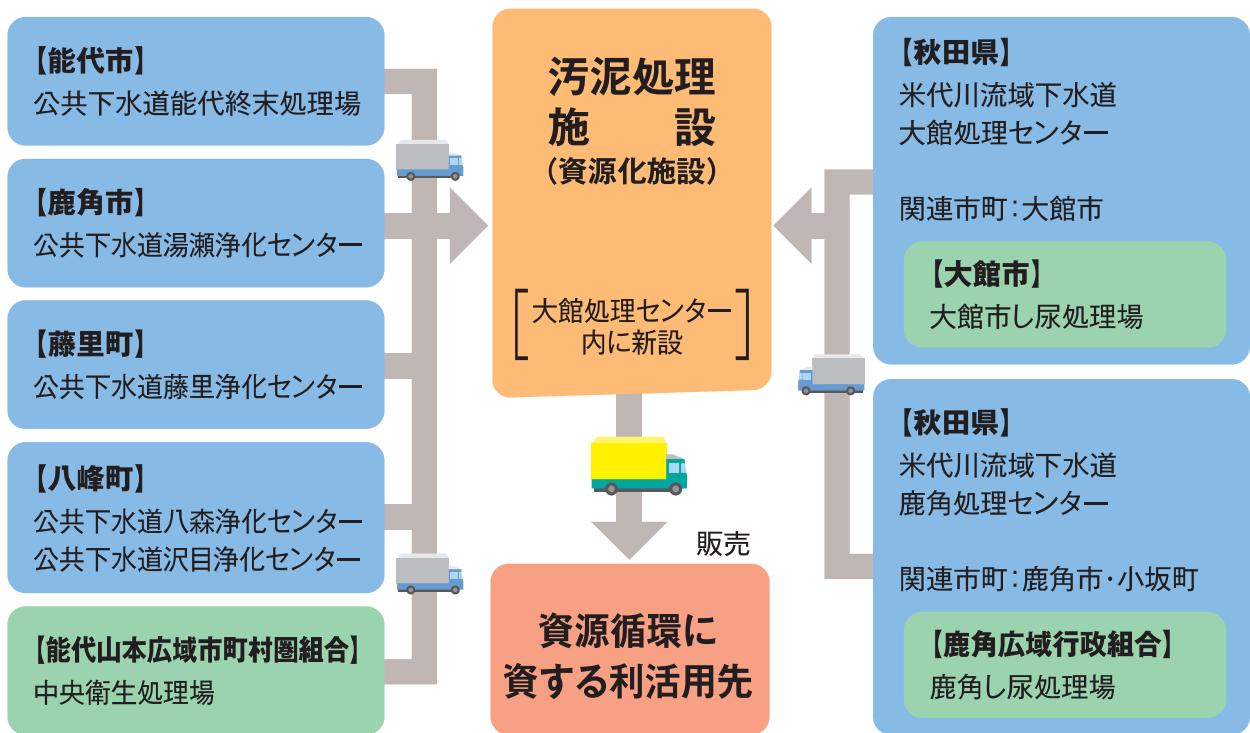 【能代市】
公共下水道能代終末処理場
【鹿角市】
公共下水道湯瀬浄化センター
【藤里町】
公共下水道藤里浄化センター
【八峰町】
公共下水道八森浄化センター
公共下水道沢目浄化センター
【能代山本広域市町村圏組合】
中央衛生処理場
汚泥処理
施　設
（資源化施設）
大館処理センター
内に新設
販売
資源循環に
資する利活用先
【秋田県】
米代川流域下水道
大館処理センター
関連市町：大館市
【大館市】
大館市し尿処理場
【秋田県】
米代川流域下水道
鹿角処理センター
関連市町：鹿角市・小坂町
【鹿角広域行政組合】
鹿角し尿処理場